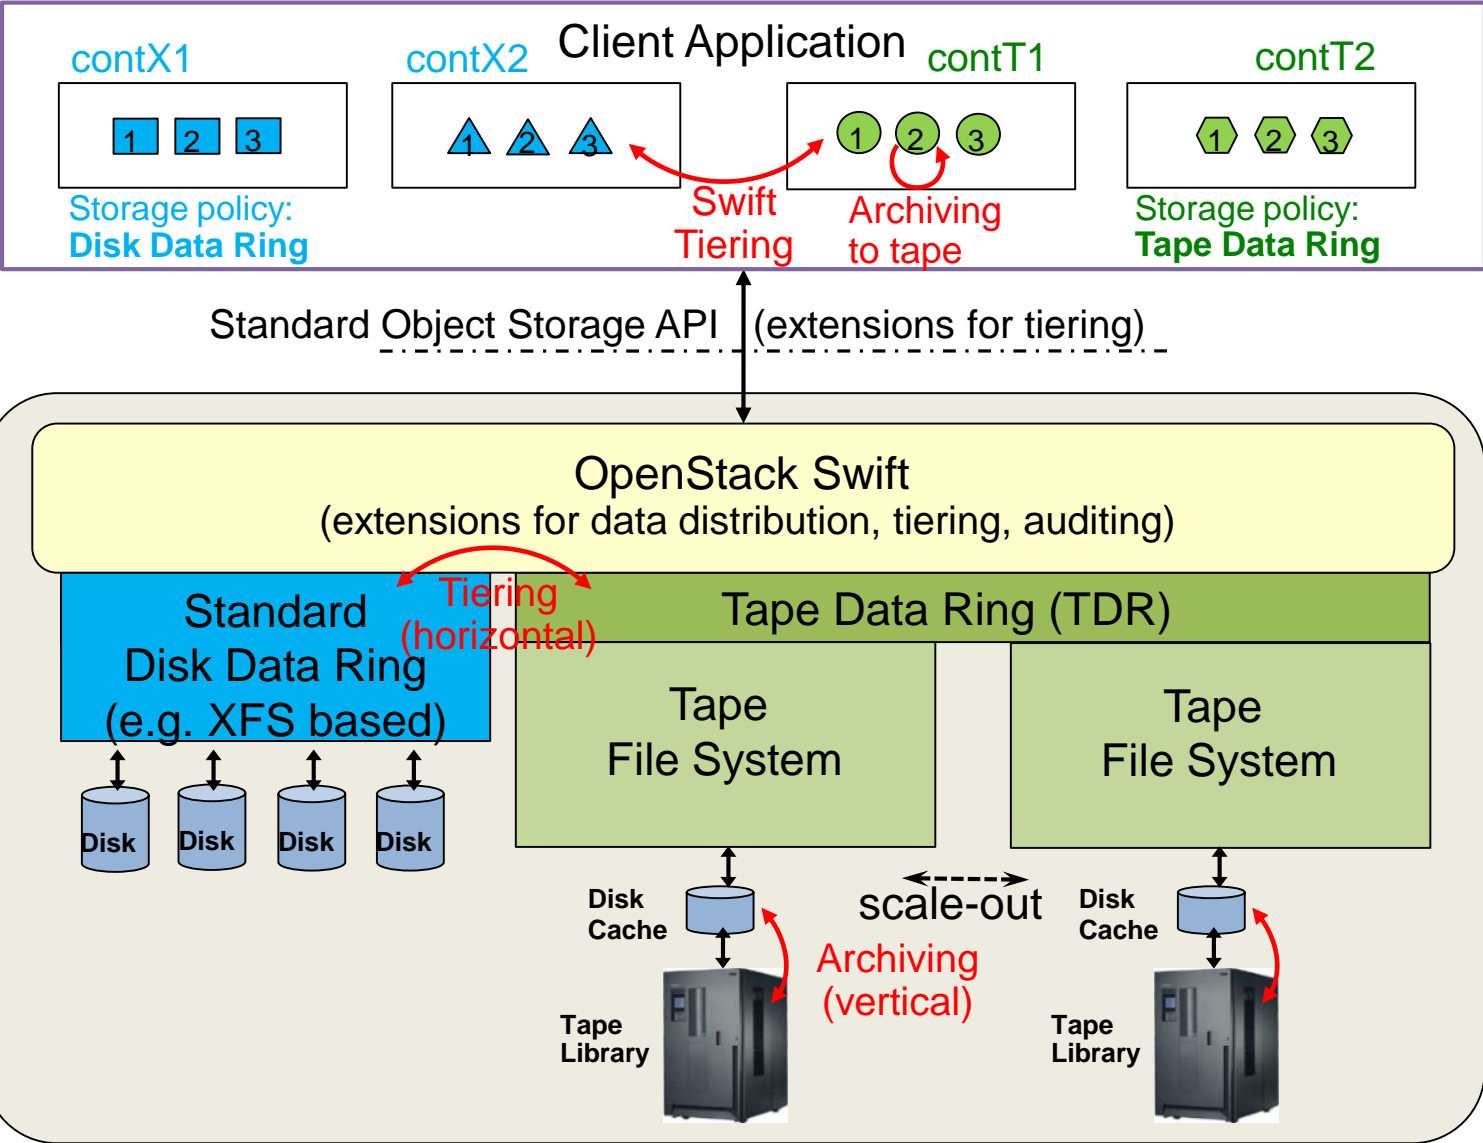 Client Application
contX1
contX2
contT1
contT2
1 2 3
1 2 3
1 2 3
1 2 3
Storage policy:
Disk Data Ring
Swift
Tiering
Archiving
to tape
Storage policy:
Tape Data Ring
Standard Object Storage API (extensions for tiering)
OpenStack Swift
(extensions for data distribution, tiering, auditing)
Tiering
(horizontal)
Standard
Disk Data Ring
(e.g. XFS based)
Tape Data Ring (TDR)
Tape
File System
Tape
File System
Disk
Disk
Disk
Disk
Disk
Cache
scale-out
Disk
Cache
Archiving
(vertical)
Tape
Library
Tape
Library